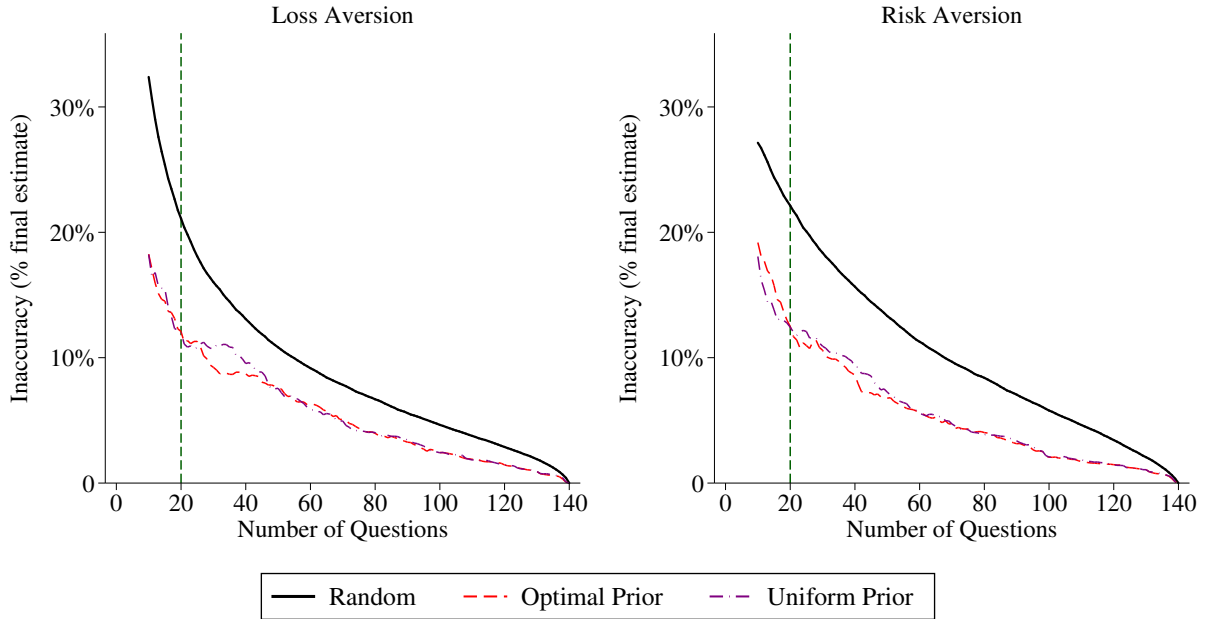 Loss Aversion
Inaccuracy (% final estimate)
30%
20%
10%
0
0 20 40 60 80 100 120 140
Number of Questions
Risk Aversion
Inaccuracy (% final estimate)
30%
20%
10%
0
0 20 40 60 80 100 120 140
Number of Questions
Random Optimal Prior Uniform Prior